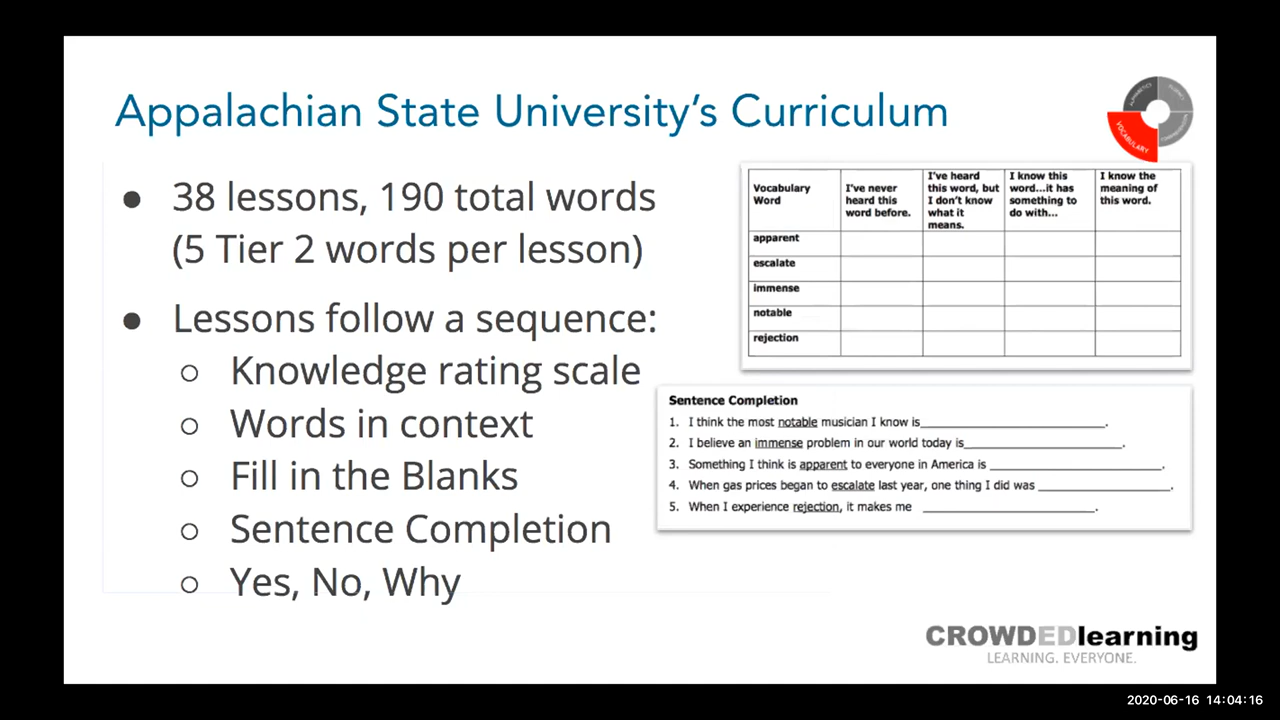 Appalachian State University's Curriculum
VOCABULARY
● 38 lessons, 190 total words
(5 Tier 2 words per lesson)
● Lessons follow a sequence:
○ Knowledge rating scale
○ Words in context
○ Fill in the Blanks
○ Sentence Completion
○ Yes, No, Why
Vocabulary Word | I've never heard this word before. | I've heard this word, but I don't know what it means. | I know this word...it has something to do with... | I know the meaning of this word.
apparent
escalate
immense
notable
rejection
Sentence Completion
1. I think the most notable musician I know is____________________.
2. I believe an immense problem in our world today is____________________.
3. Something I think is apparent to everyone in America is ____________________.
4. When gas prices began to escalate last year, one thing I did was ____________________.
5. When I experience rejection, it makes me ____________________.
CROWDEDlearning
LEARNING. EVERYONE.
2020-06-16 14:04:16